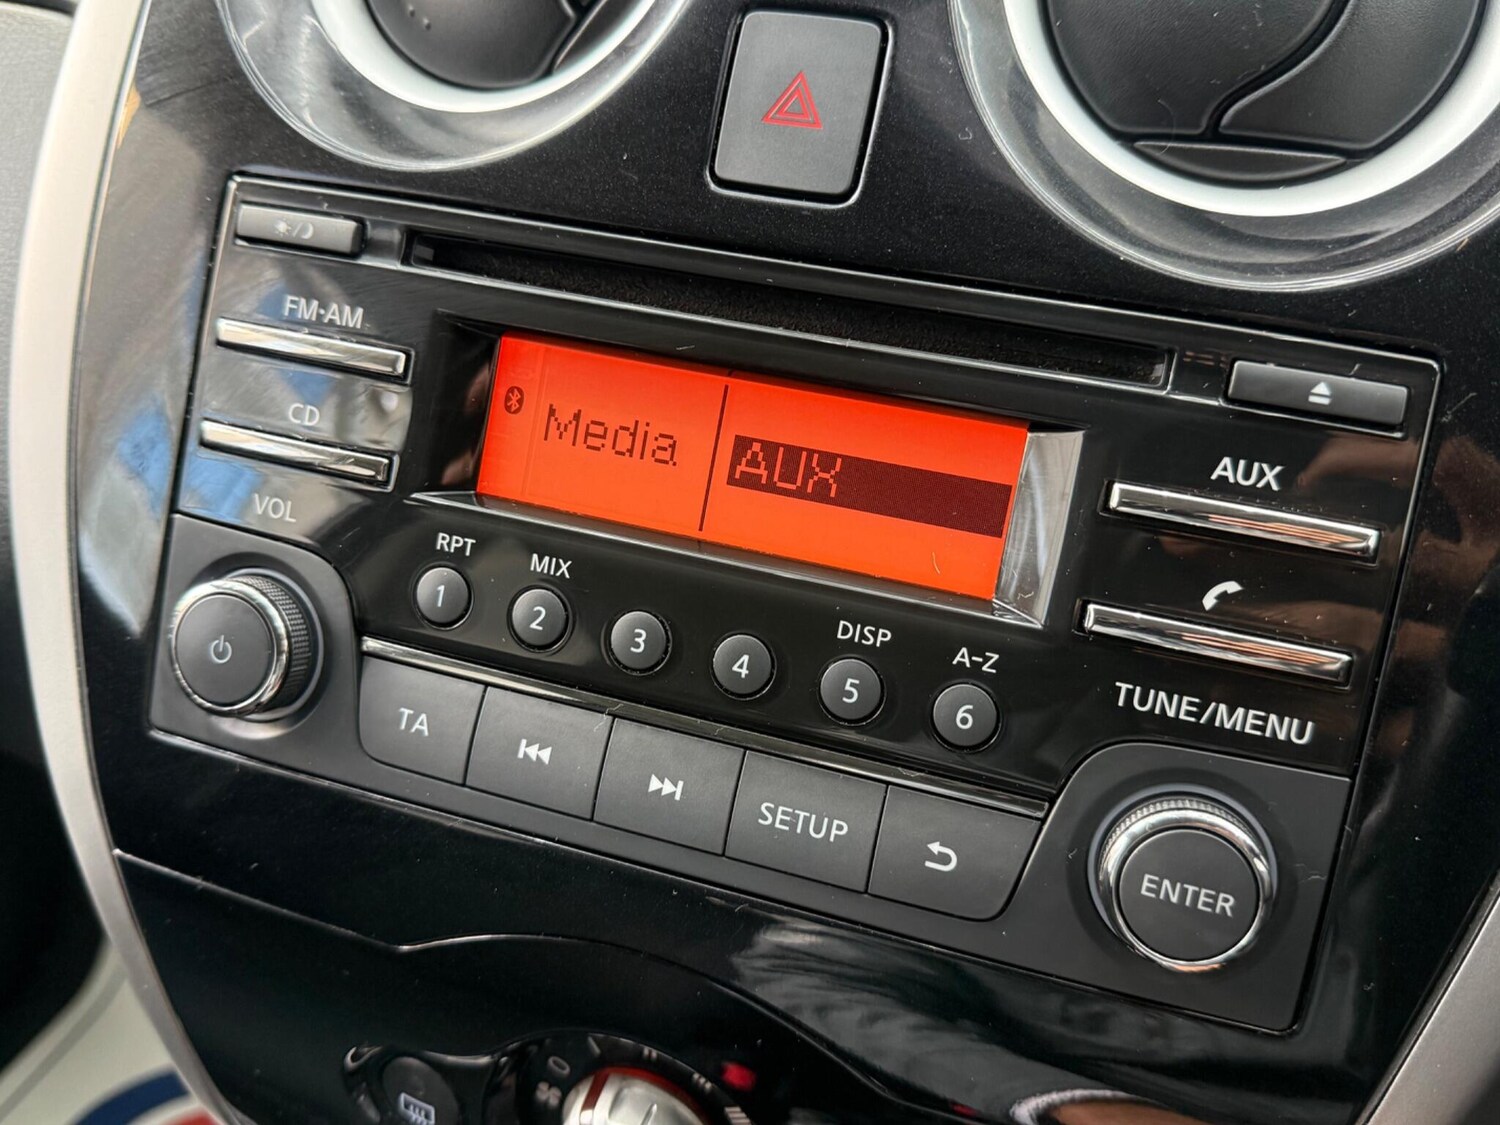 FM·AM
CD
VOL
Media
AUX
AUX
RPT
MIX
DISP
A-Z
1
2
3
4
5
6
TUNE/MENU
TA
SETUP
ENTER
0